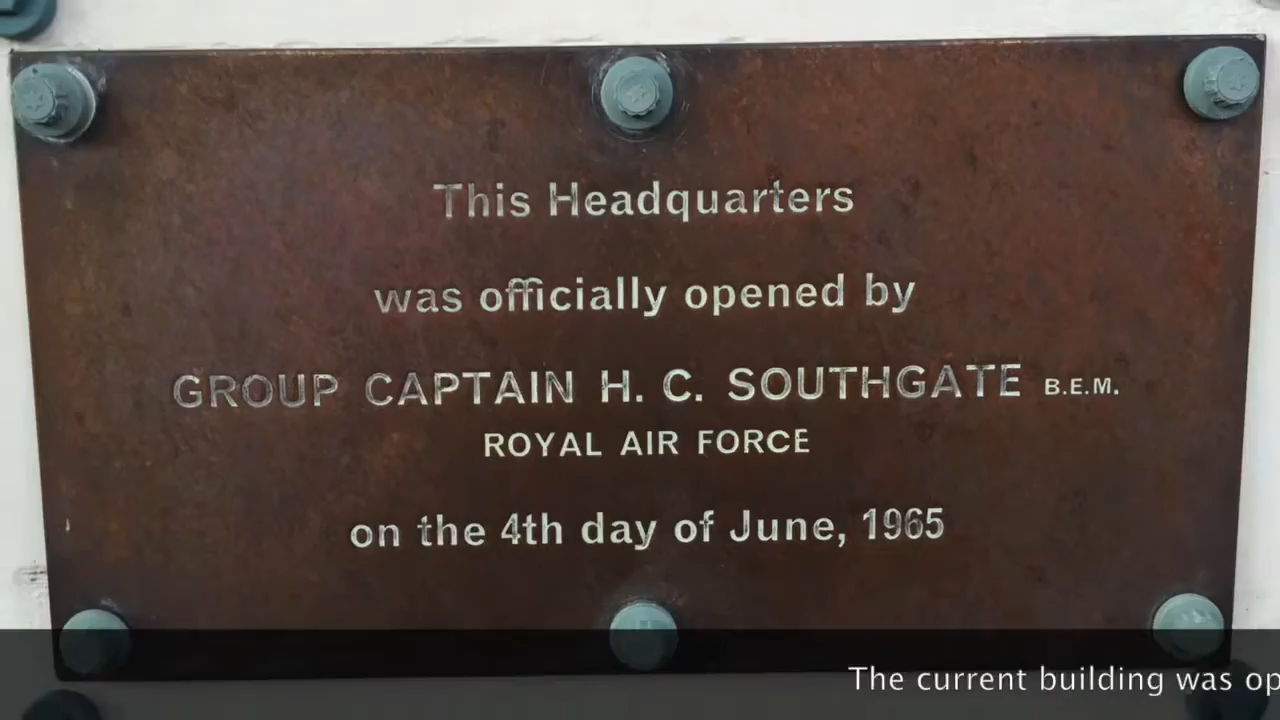 This Headquarters
was officially opened by
GROUP CAPTAIN H. C. SOUTHGATE B.E.M.
ROYAL AIR FORCE
on the 4th day of June, 1965
The current building was